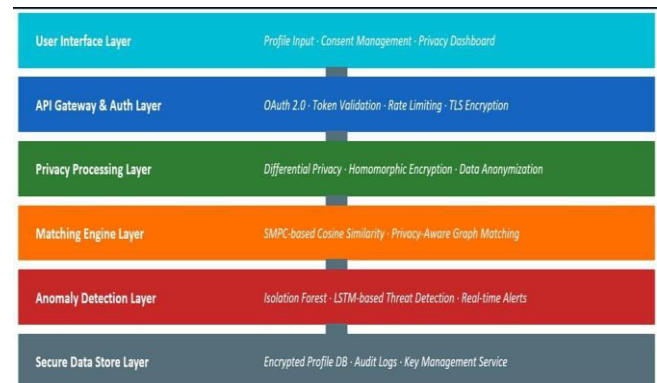 User Interface Layer Profile Input · Consent Management · Privacy Dashboard
API Gateway & Auth Layer OAuth 2.0 · Token Validation · Rate Limiting · TLS Encryption
Privacy Processing Layer Differential Privacy · Homomorphic Encryption · Data Anonymization
Matching Engine Layer SMPC-based Cosine Similarity · Privacy-Aware Graph Matching
Anomaly Detection Layer Isolation Forest · LSTM-based Threat Detection · Real-time Alerts
Secure Data Store Layer Encrypted Profile DB · Audit Logs · Key Management Service